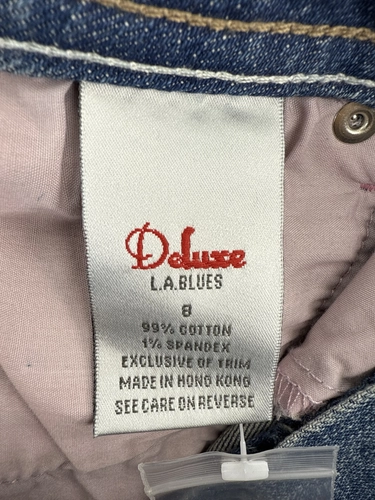 Deluxe
L.A.BLUES
8
99% COTTON
1% SPANDEX
EXCLUSIVE OF TRIM
MADE IN HONG KONG
SEE CARE ON REVERSE